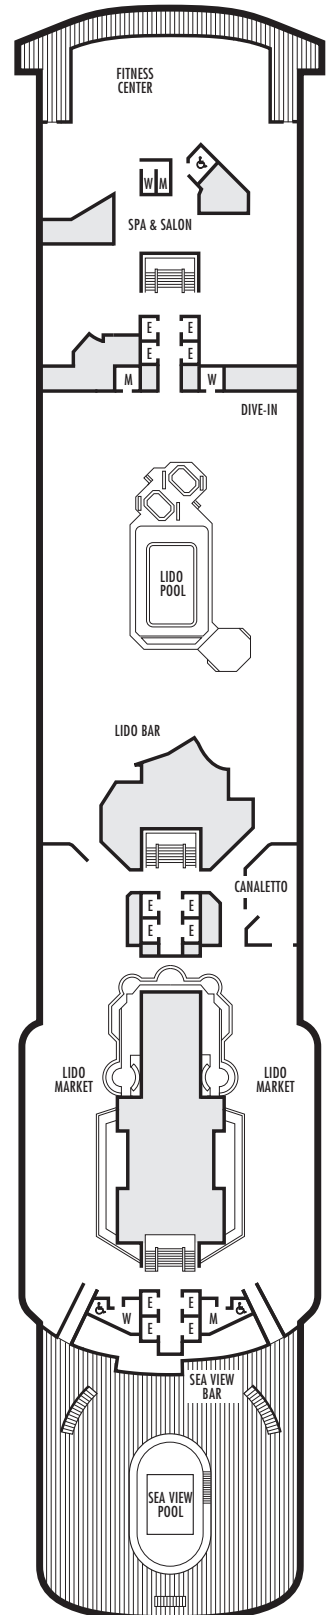 FITNESS
CENTER
W M
SPA & SALON
E E
E E
M W
DIVE-IN
LIDO
POOL
LIDO BAR
CANALETTO
E E
E E
LIDO
MARKET
LIDO
MARKET
E E
W M
E E
SEA VIEW
BAR
SEA VIEW
POOL